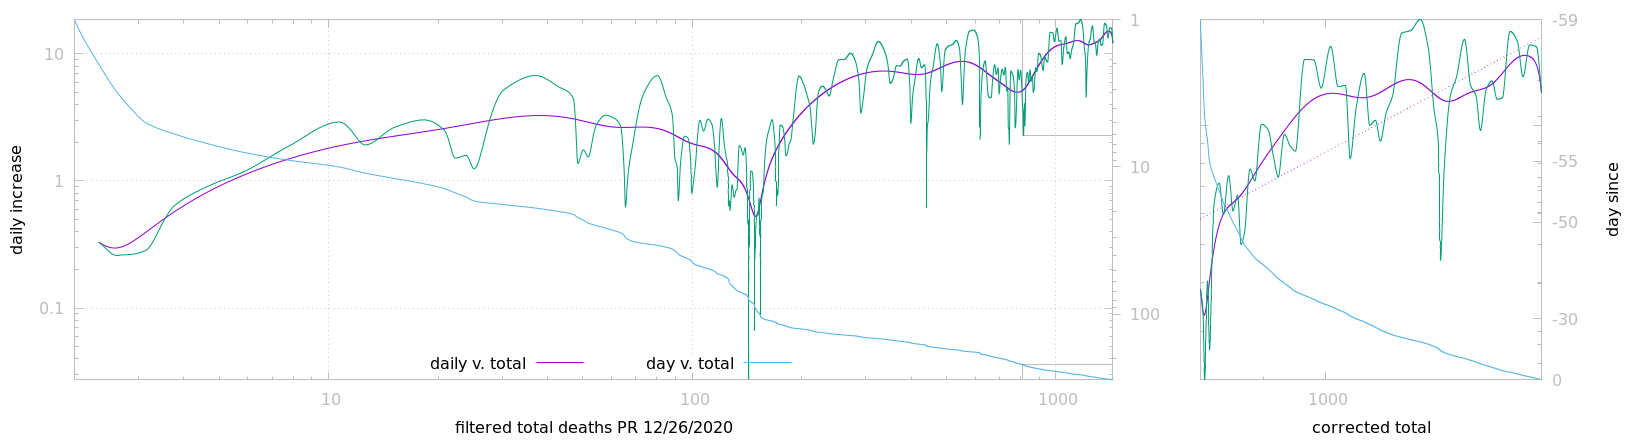 daily increase
10
1
0.1
10
100
1000
1
10
100
daily v. total
day v. total
filtered total deaths PR 12/26/2020
-59
-55
-50
-30
0
day since
1000
corrected total